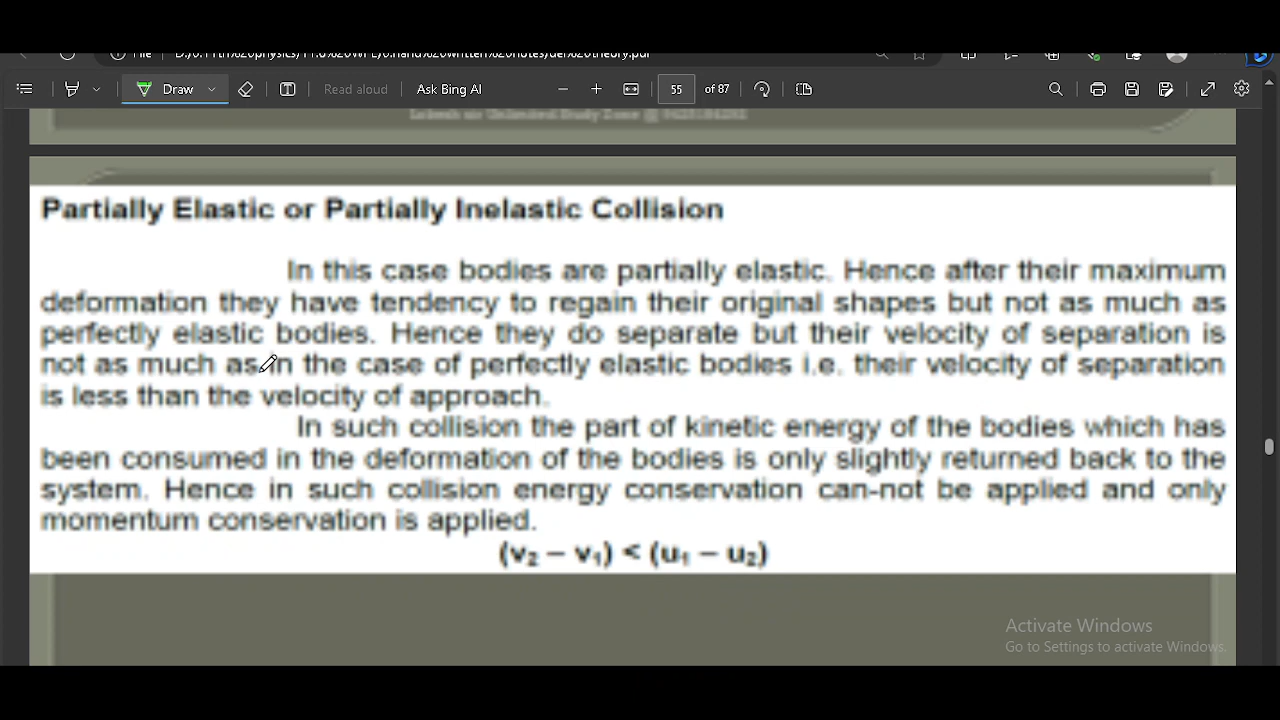 File
Draw
Read aloud
Ask Bing AI
55
of 87
Partially Elastic or Partially Inelastic Collision
In this case bodies are partially elastic. Hence after their maximum
deformation they have tendency to regain their original shapes but not as much as
perfectly elastic bodies. Hence they do separate but their velocity of separation is
not as much as in the case of perfectly elastic bodies i.e. their velocity of separation
is less than the velocity of approach.
In such collision the part of kinetic energy of the bodies which has
been consumed in the deformation of the bodies is only slightly returned back to the
system. Hence in such collision energy conservation can-not be applied and only
momentum conservation is applied.
(v₂ – v₁) < (u₁ – u₂)
Activate Windows
Go to Settings to activate Windows.